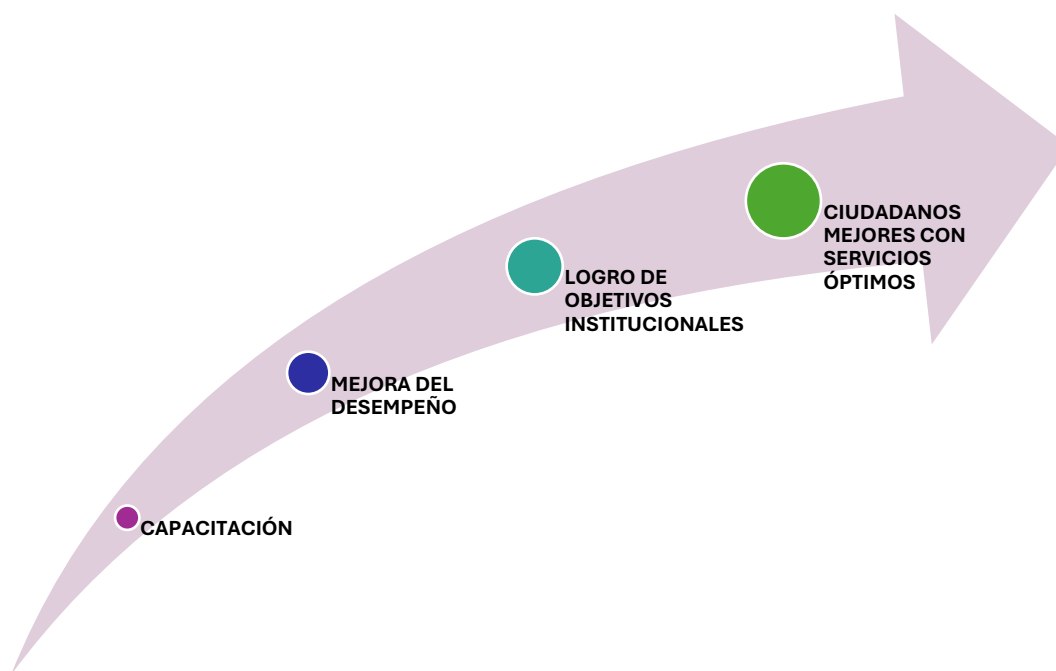 CIUDADANOS
MEJORES CON
SERVICIOS
ÓPTIMOS
LOGRO DE
OBJETIVOS
INSTITUCIONALES
MEJORA DEL
DESEMPEÑO
CAPACITACIÓN